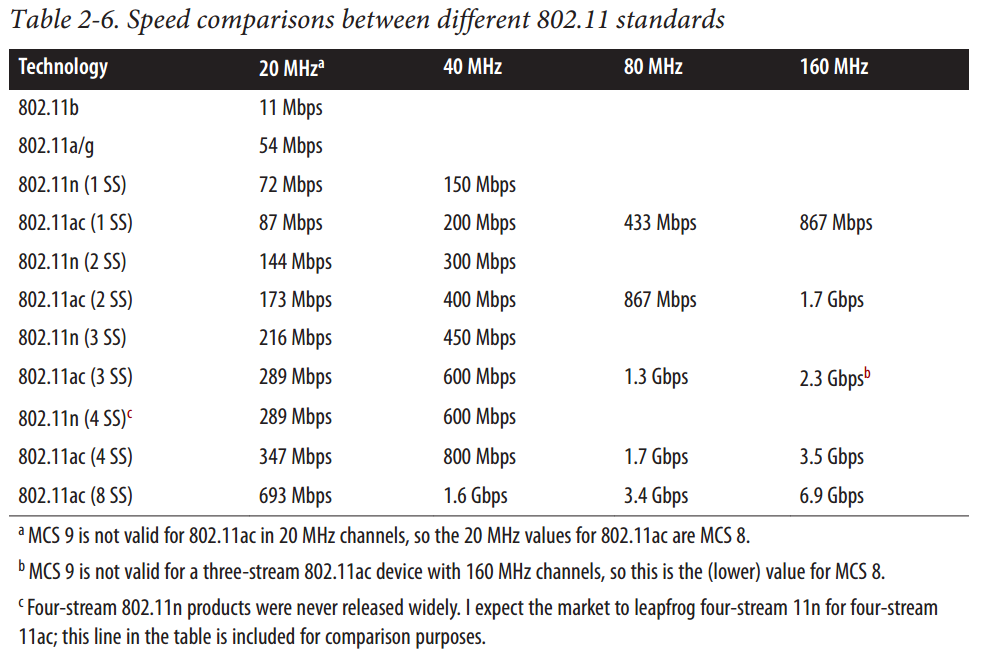 Table 2-6. Speed comparisons between different 802.11 standards
Technology 20 MHzᵃ 40 MHz 80 MHz 160 MHz
802.11b 11 Mbps
802.11a/g 54 Mbps
802.11n (1 SS) 72 Mbps 150 Mbps
802.11ac (1 SS) 87 Mbps 200 Mbps 433 Mbps 867 Mbps
802.11n (2 SS) 144 Mbps 300 Mbps
802.11ac (2 SS) 173 Mbps 400 Mbps 867 Mbps 1.7 Gbps
802.11n (3 SS) 216 Mbps 450 Mbps
802.11ac (3 SS) 289 Mbps 600 Mbps 1.3 Gbps 2.3 Gbpsᵇ
802.11n (4 SS)ᶜ 289 Mbps 600 Mbps
802.11ac (4 SS) 347 Mbps 800 Mbps 1.7 Gbps 3.5 Gbps
802.11ac (8 SS) 693 Mbps 1.6 Gbps 3.4 Gbps 6.9 Gbps
ᵃ MCS 9 is not valid for 802.11ac in 20 MHz channels, so the 20 MHz values for 802.11ac are MCS 8.
ᵇ MCS 9 is not valid for a three-stream 802.11ac device with 160 MHz channels, so this is the (lower) value for MCS 8.
ᶜ Four-stream 802.11n products were never released widely. I expect the market to leapfrog four-stream 11n for four-stream
11ac; this line in the table is included for comparison purposes.